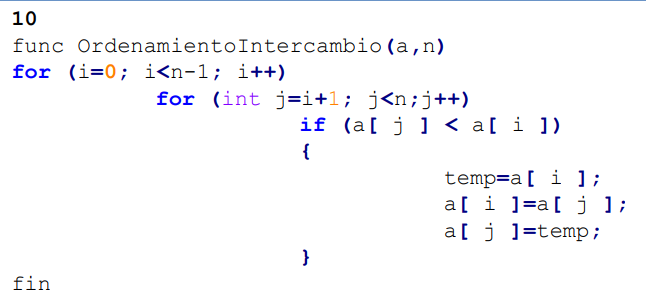 10
func OrdenamientoIntercambio(a,n)
for (i=0; i<n-1; i++)
for (int j=i+1; j<n;j++)
if (a[ j ] < a[ i ])
{
temp=a[ i ];
a[ i ]=a[ j ];
a[ j ]=temp;
}
fin